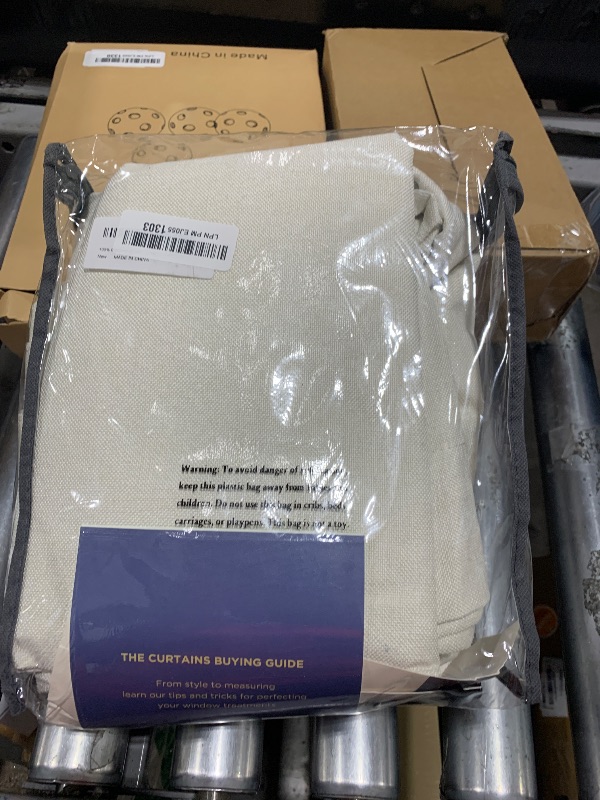 Made in China
LPN PM EJ055 1303
New
Warning: To avoid danger of
keep this plastic bag away from
children. Do not use this bag in cribs, beds
carriages, or playpens. This bag is not a toy.
THE CURTAINS BUYING GUIDE
From style to measuring
learn our tips and tricks for perfecting
your window treatments